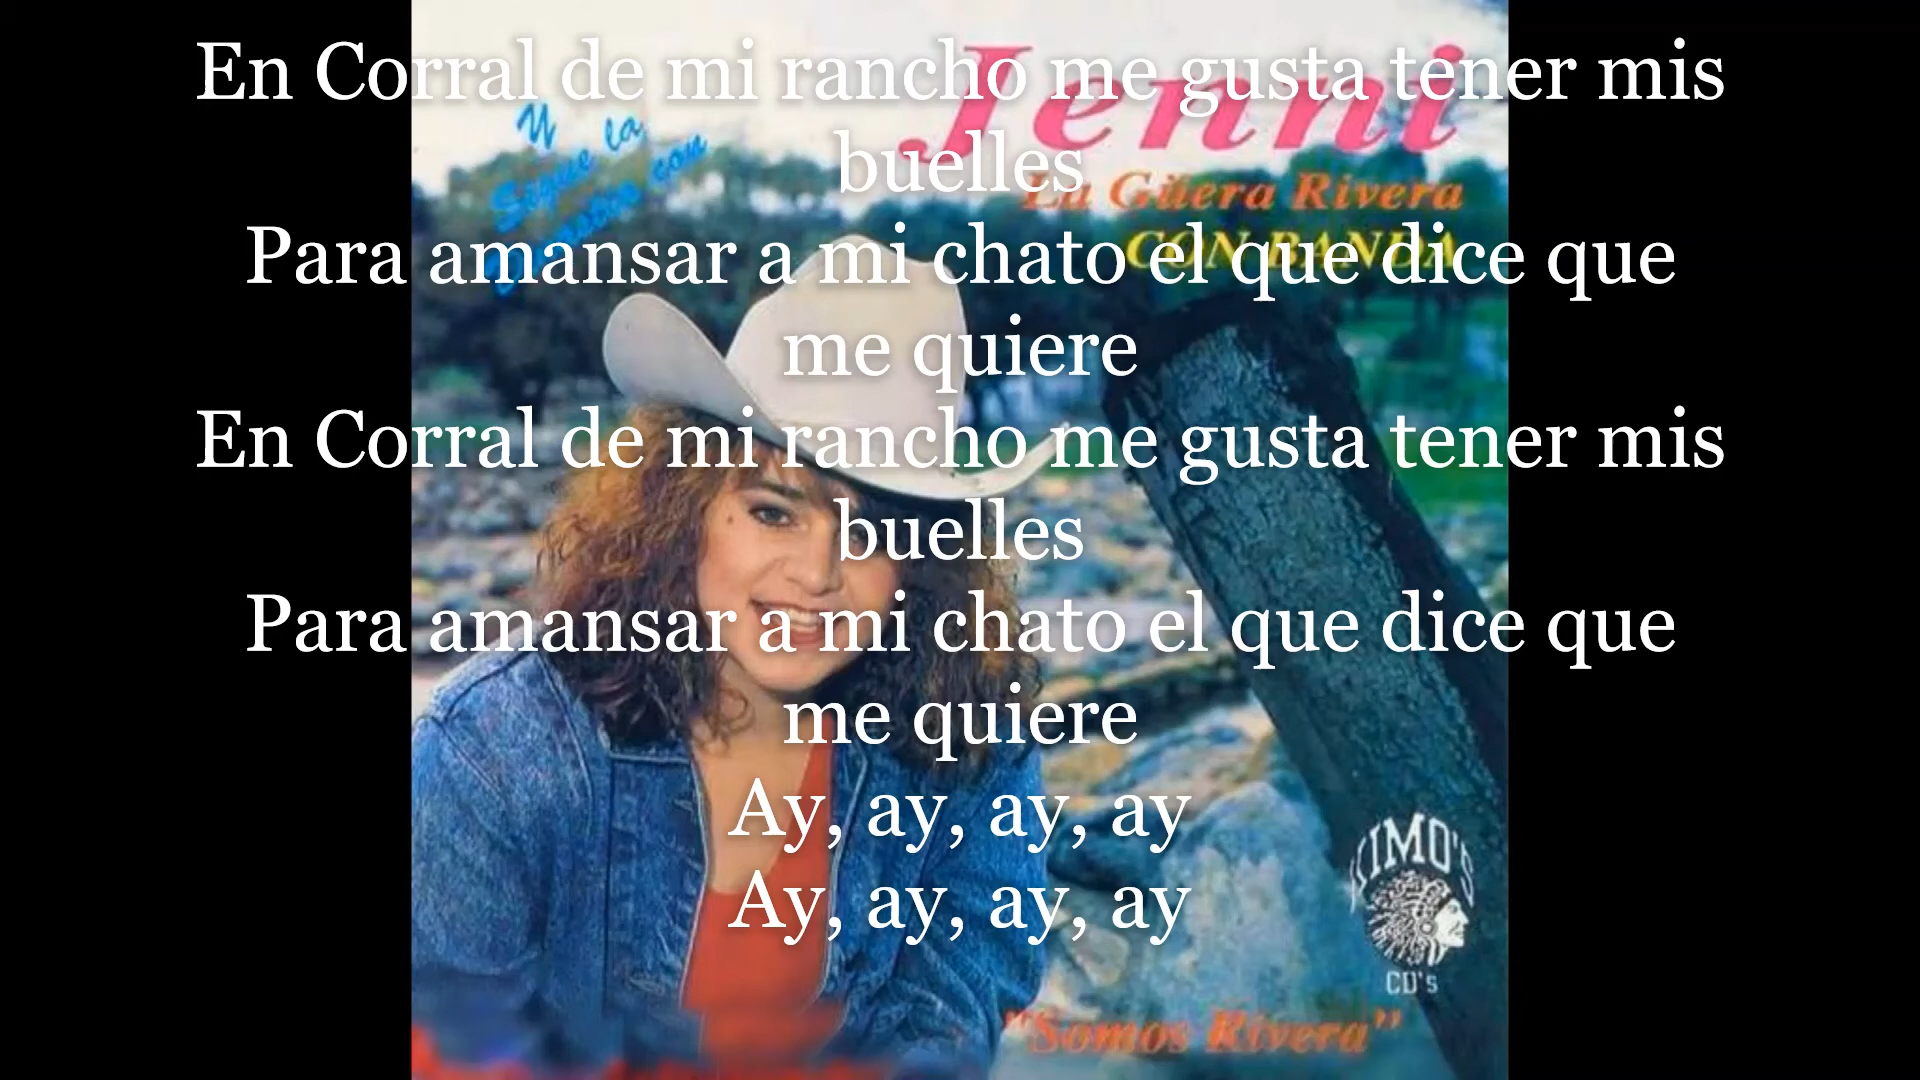 En Corral de mi rancho me gusta tener mis
buelles
Para amansar a mi chato el que dice que
me quiere
En Corral de mi rancho me gusta tener mis
buelles
Para amansar a mi chato el que dice que
me quiere
Ay, ay, ay, ay
Ay, ay, ay, ay
Jenni
La Güera Rivera
CON BANDA
Y
Sigue la
con
KIMO'S
CD's
"Somos Rivera"